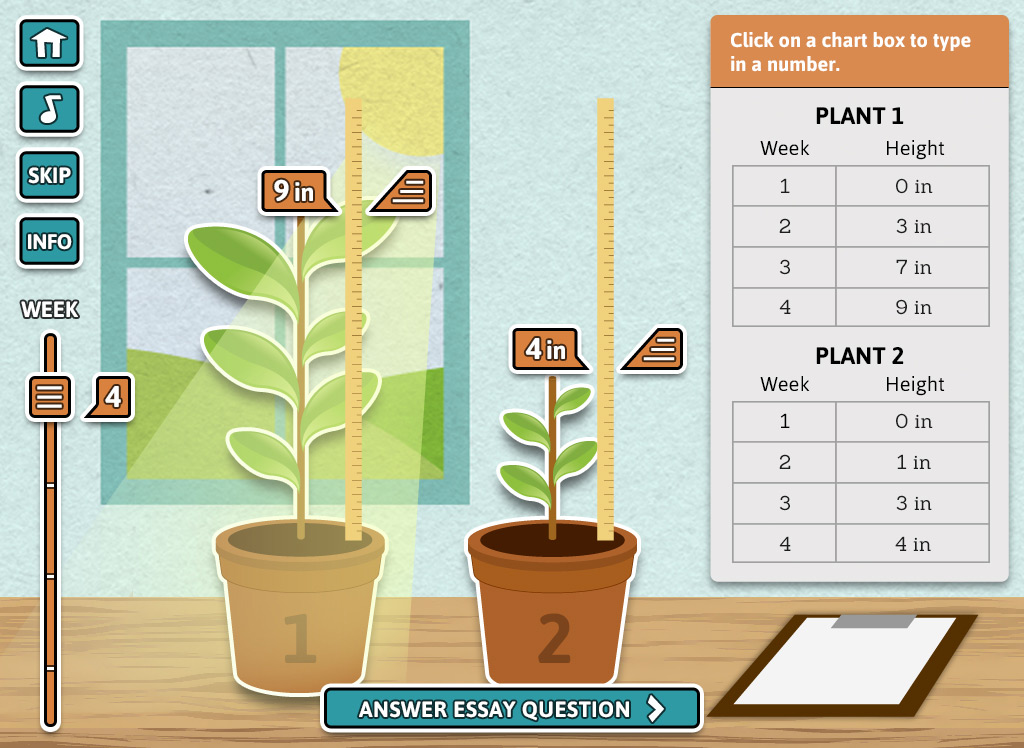 SKIP
INFO
WEEK
4
9 in
4 in
1
2
ANSWER ESSAY QUESTION
Click on a chart box to type
in a number.
PLANT 1
Week Height
1 0 in
2 3 in
3 7 in
4 9 in
PLANT 2
Week Height
1 0 in
2 1 in
3 3 in
4 4 in